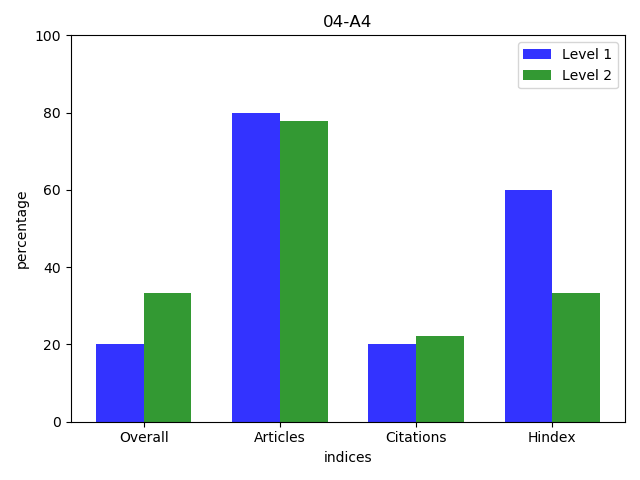 04-A4
100
80
60
40
20
0
percentage
Level 1
Level 2
Overall
Articles
Citations
Hindex
indices